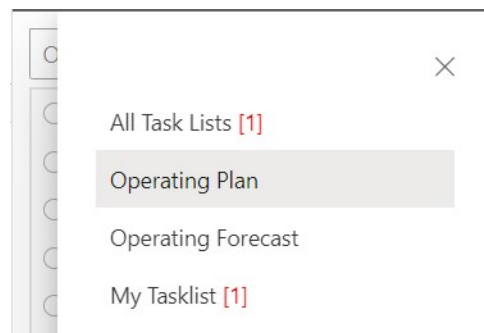 O
All Task Lists [1]
Operating Plan
Operating Forecast
My Tasklist [1]